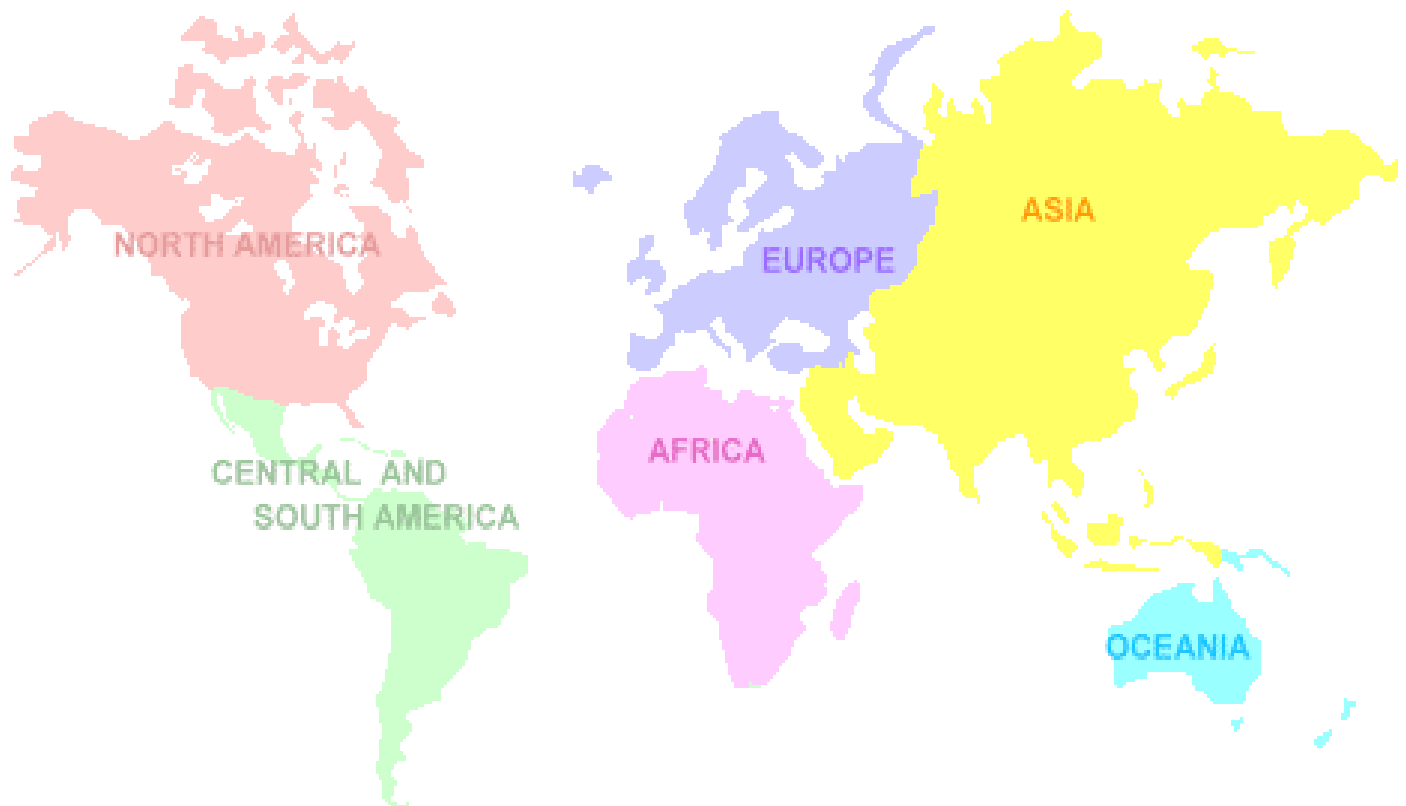 NORTH AMERICA
CENTRAL AND
SOUTH AMERICA
EUROPE
ASIA
AFRICA
OCEANIA